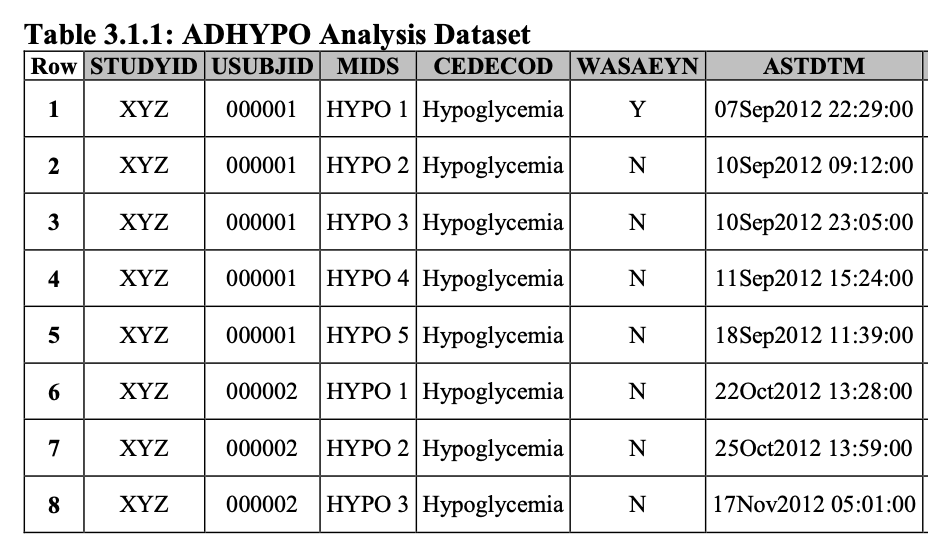 Table 3.1.1: ADHYPO Analysis Dataset
Row STUDYID USUBJID MIDS CEDECOD WASAEYN ASTDTM
1 XYZ 000001 HYPO 1 Hypoglycemia Y 07Sep2012 22:29:00
2 XYZ 000001 HYPO 2 Hypoglycemia N 10Sep2012 09:12:00
3 XYZ 000001 HYPO 3 Hypoglycemia N 10Sep2012 23:05:00
4 XYZ 000001 HYPO 4 Hypoglycemia N 11Sep2012 15:24:00
5 XYZ 000001 HYPO 5 Hypoglycemia N 18Sep2012 11:39:00
6 XYZ 000002 HYPO 1 Hypoglycemia N 22Oct2012 13:28:00
7 XYZ 000002 HYPO 2 Hypoglycemia N 25Oct2012 13:59:00
8 XYZ 000002 HYPO 3 Hypoglycemia N 17Nov2012 05:01:00